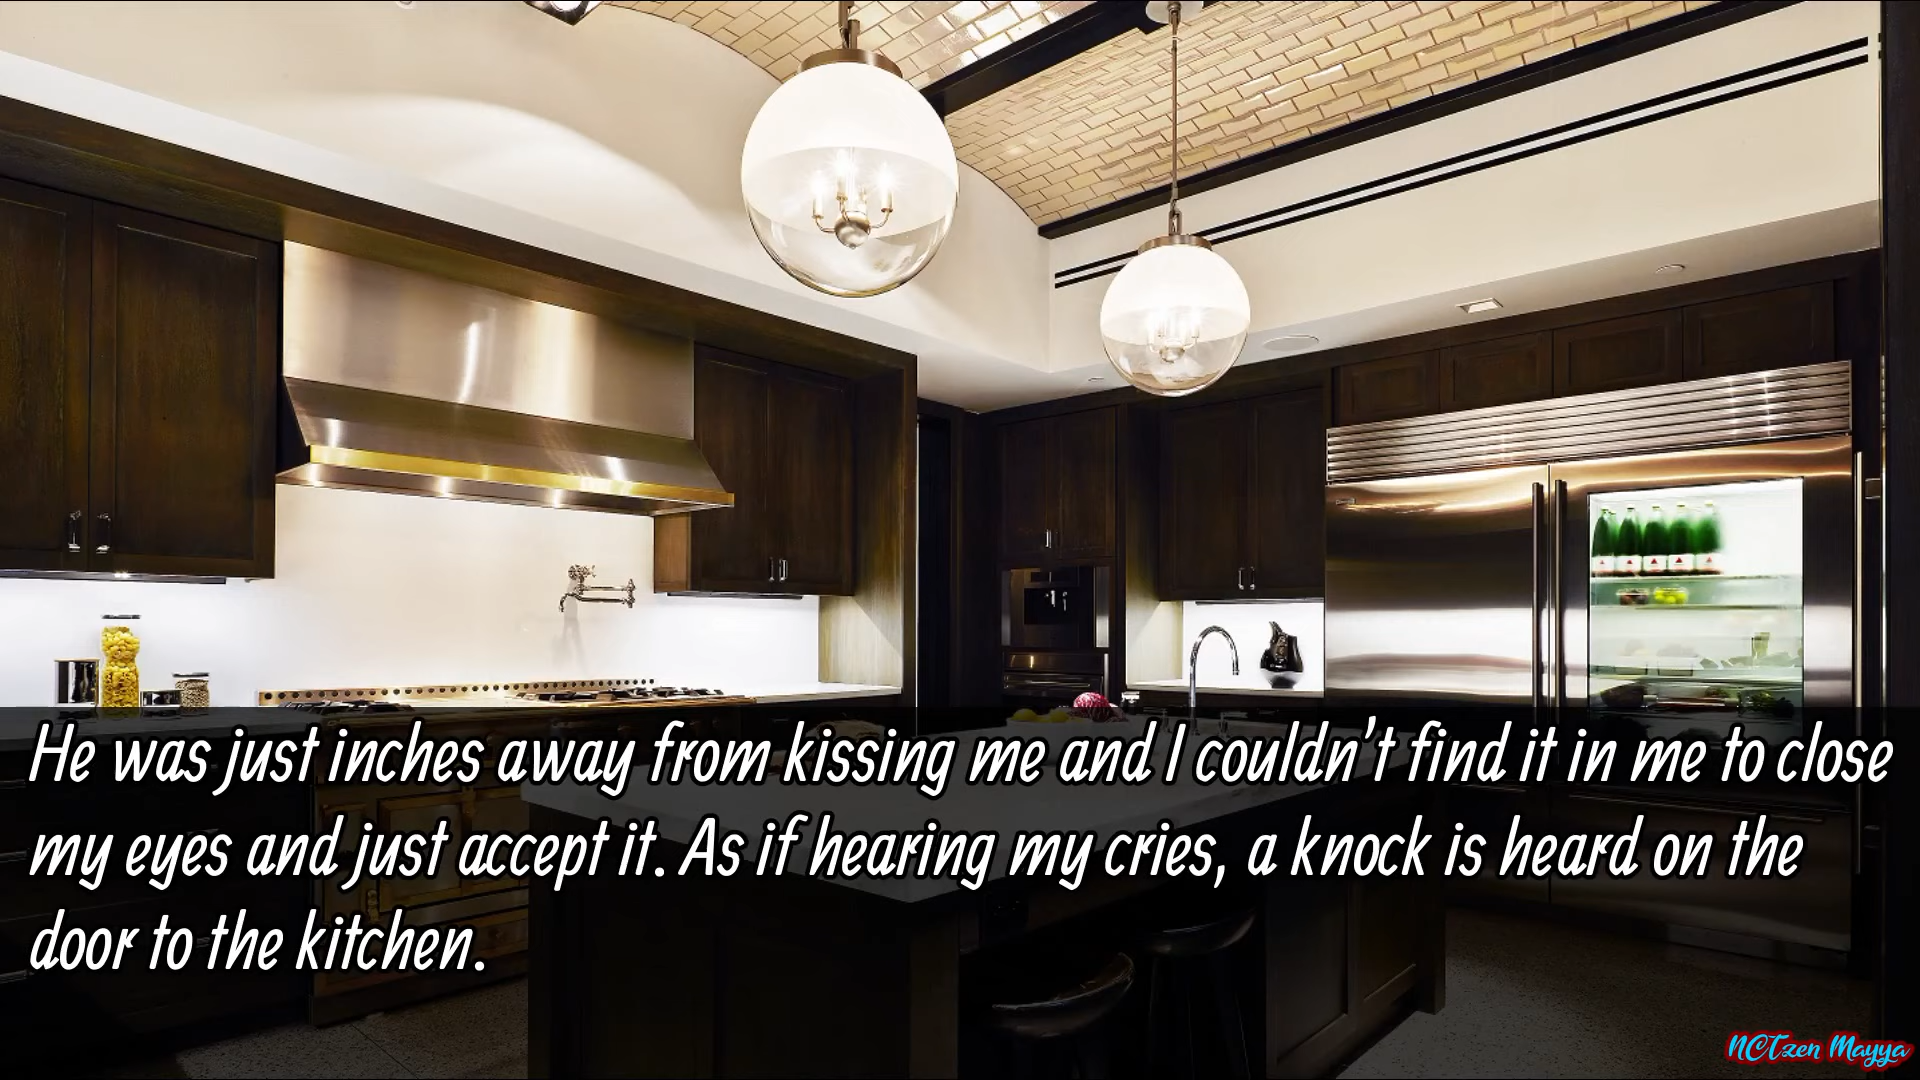 He was just inches away from kissing me and I couldn't find it in me to close
my eyes and just accept it. As if hearing my cries, a knock is heard on the
door to the kitchen.
NCTzen Mayya